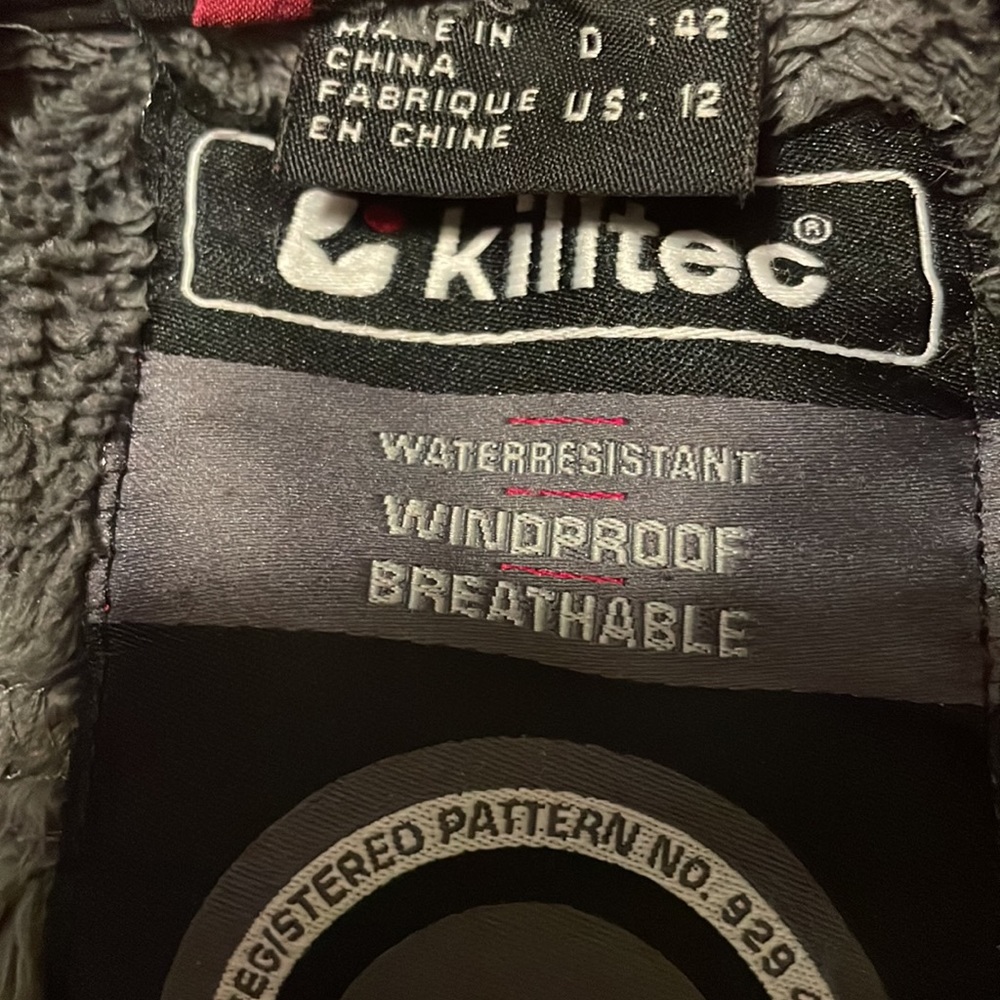 MADE IN
CHINA
FABRIQUE
EN CHINE
D : 42
US: 12
killtec®
WATERRESISTANT
WINDPROOF
BREATHABLE
REGISTERED PATTERN NO. 929